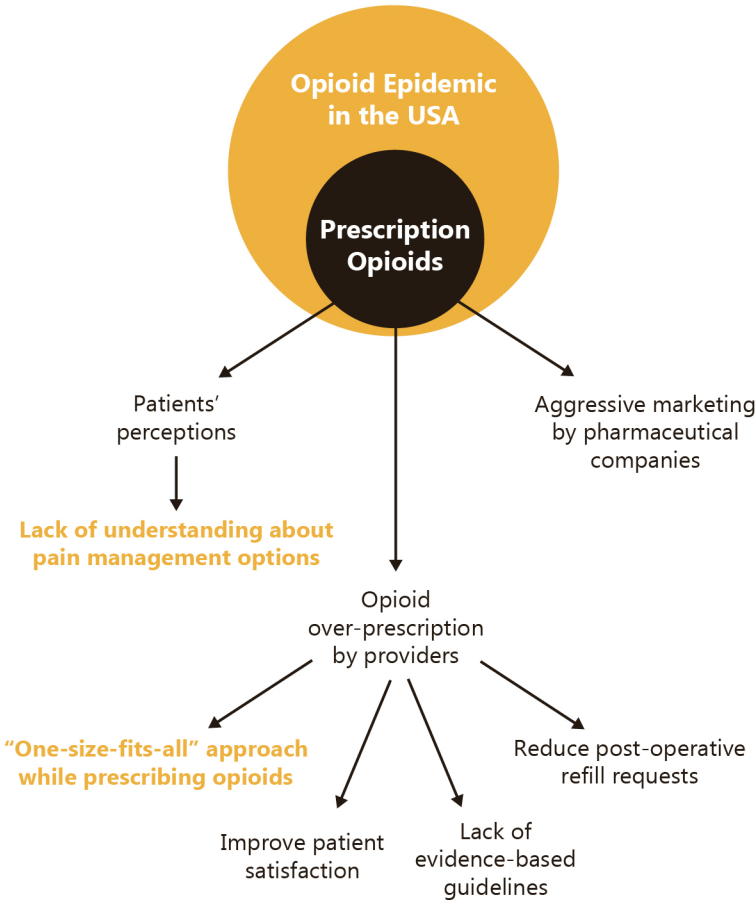 Opioid Epidemic
in the USA
Prescription
Opioids
Patients’
perceptions
Aggressive marketing
by pharmaceutical
companies
Lack of understanding about
pain management options
Opioid
over-prescription
by providers
“One-size-fits-all” approach
while prescribing opioids
Reduce post-operative
refill requests
Improve patient
satisfaction
Lack of
evidence-based
guidelines